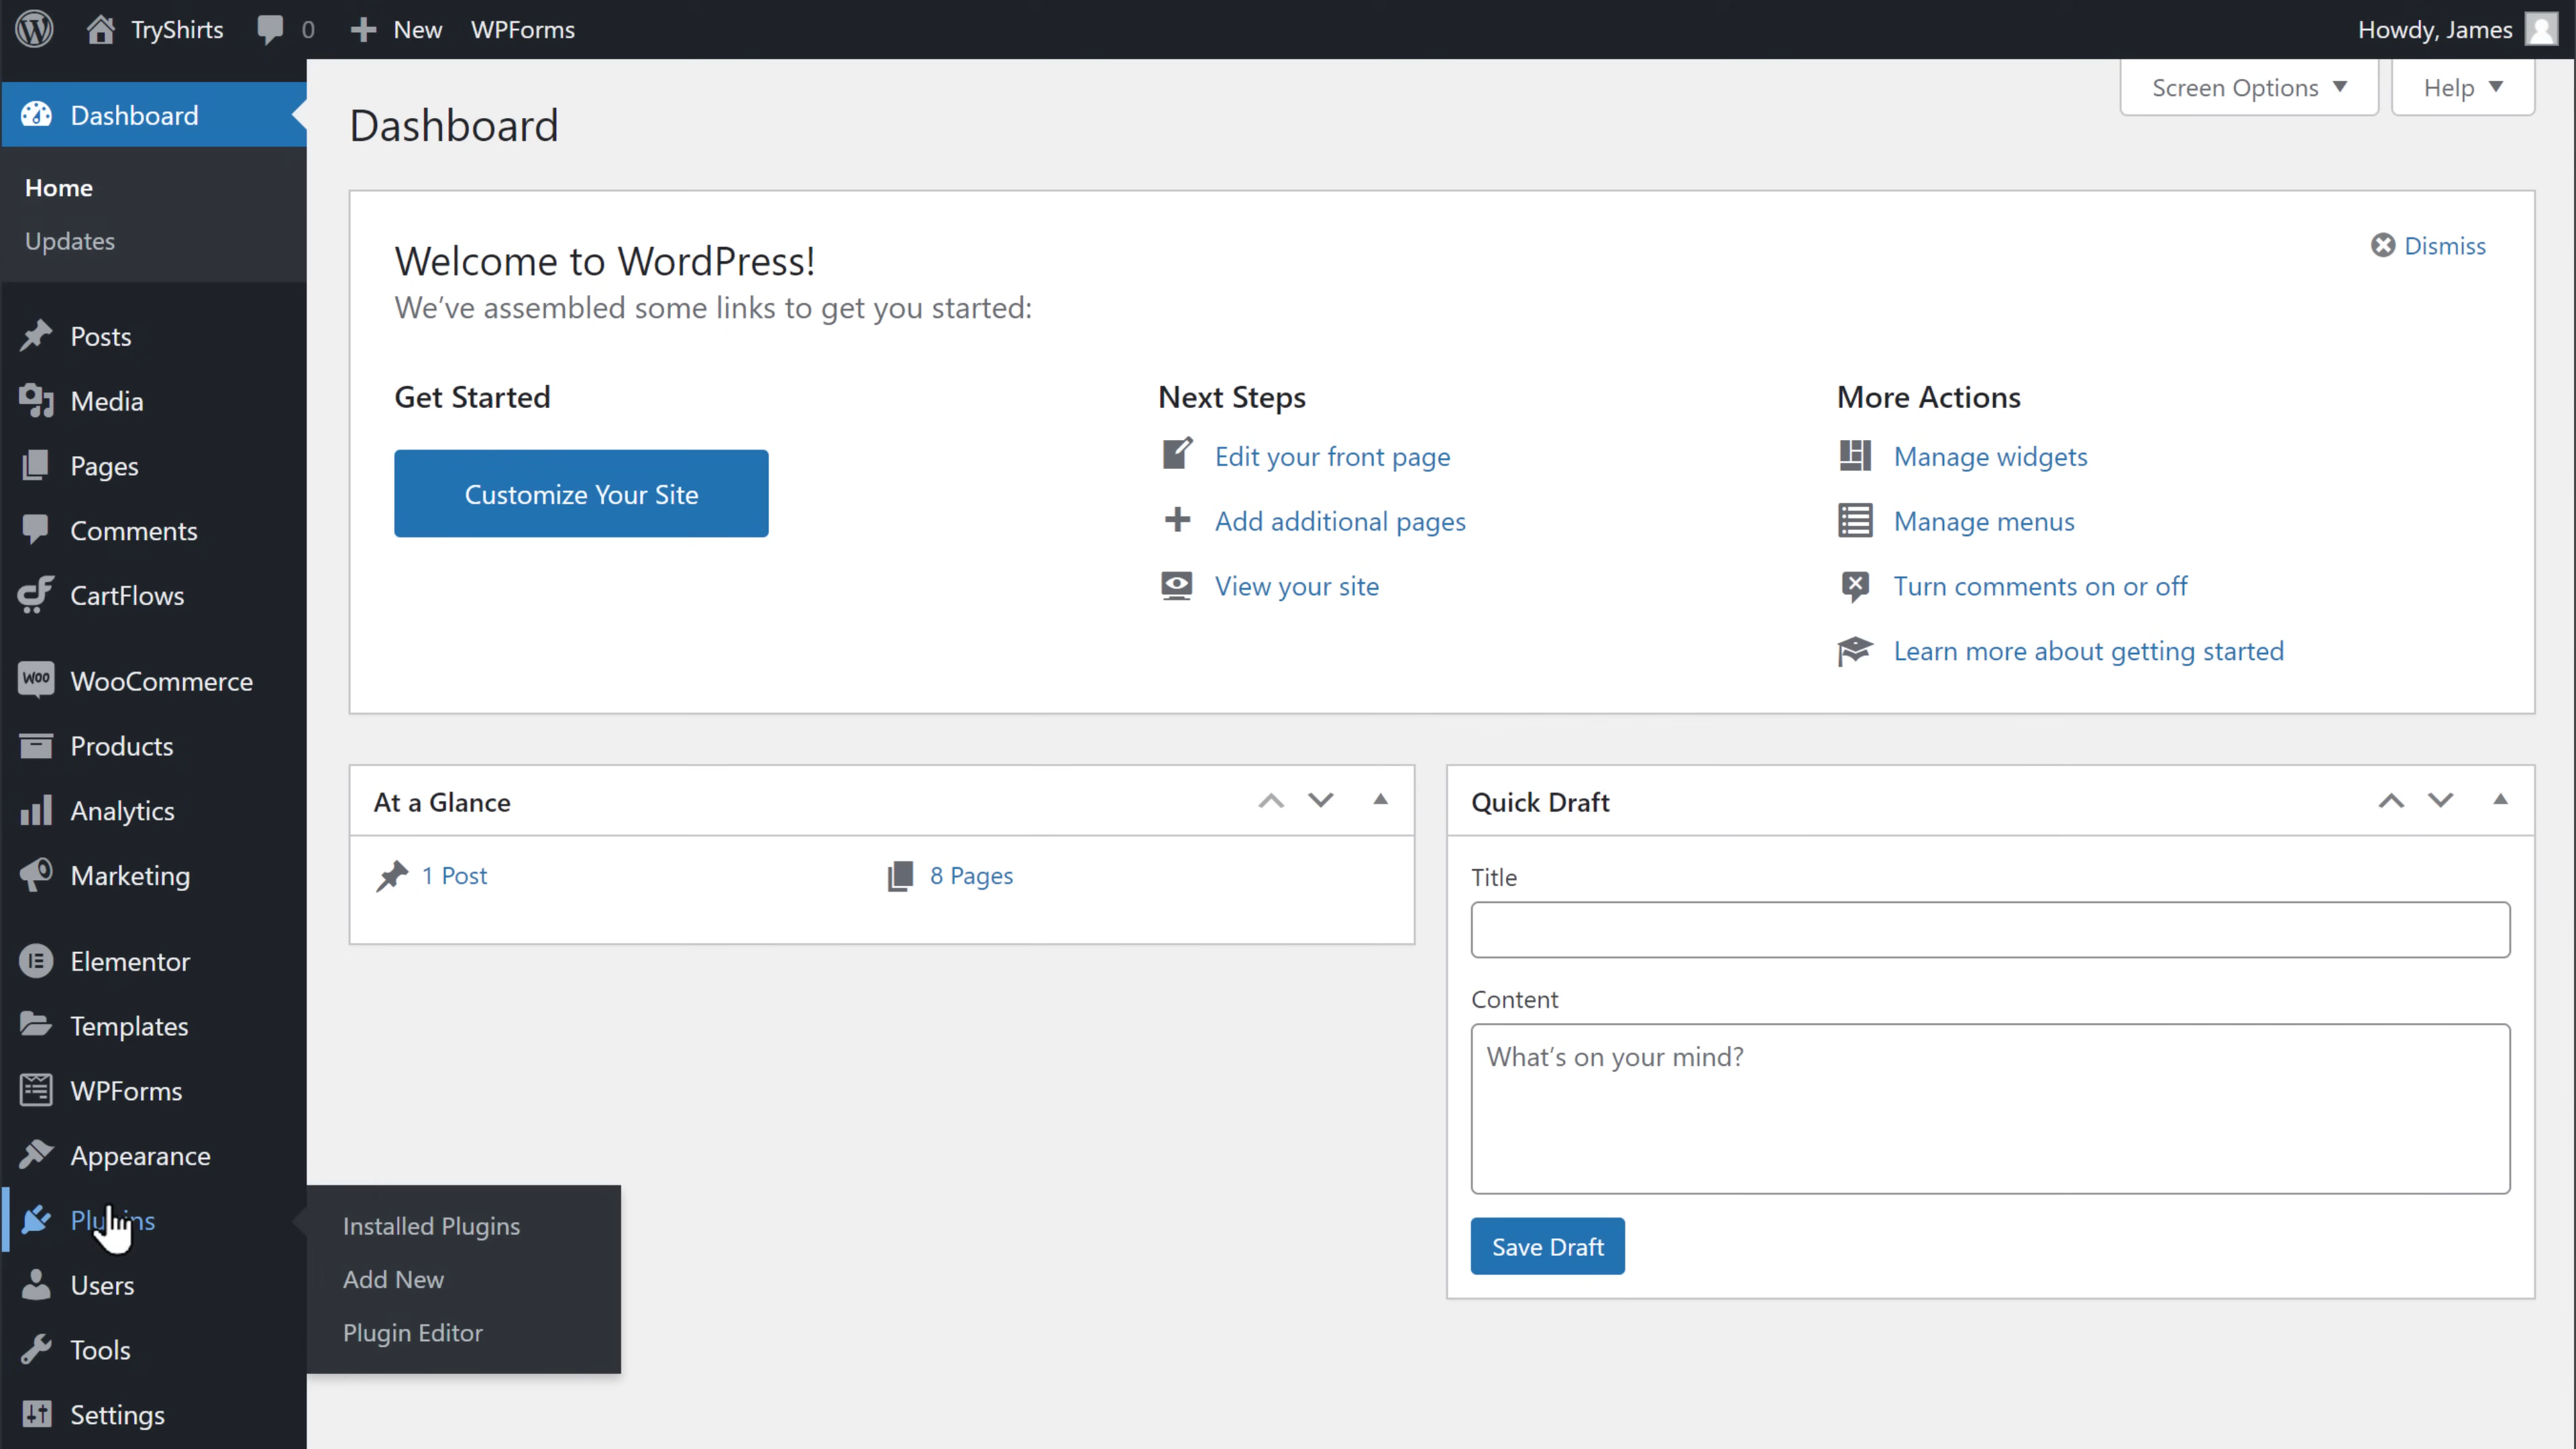 TryShirts 0 New WPForms Howdy, James
Screen Options Help
Dashboard
Home
Updates
Posts
Media
Pages
Comments
CartFlows
Woo WooCommerce
Products
Analytics
Marketing
Elementor
Templates
WPForms
Appearance
Plugins
Users
Tools
Settings
Installed Plugins
Add New
Plugin Editor
Dashboard
Welcome to WordPress!
We've assembled some links to get you started:
Dismiss
Get Started
Customize Your Site
Next Steps
Edit your front page
Add additional pages
View your site
More Actions
Manage widgets
Manage menus
Turn comments on or off
Learn more about getting started
At a Glance
1 Post 8 Pages
Quick Draft
Title
Content
What's on your mind?
Save Draft